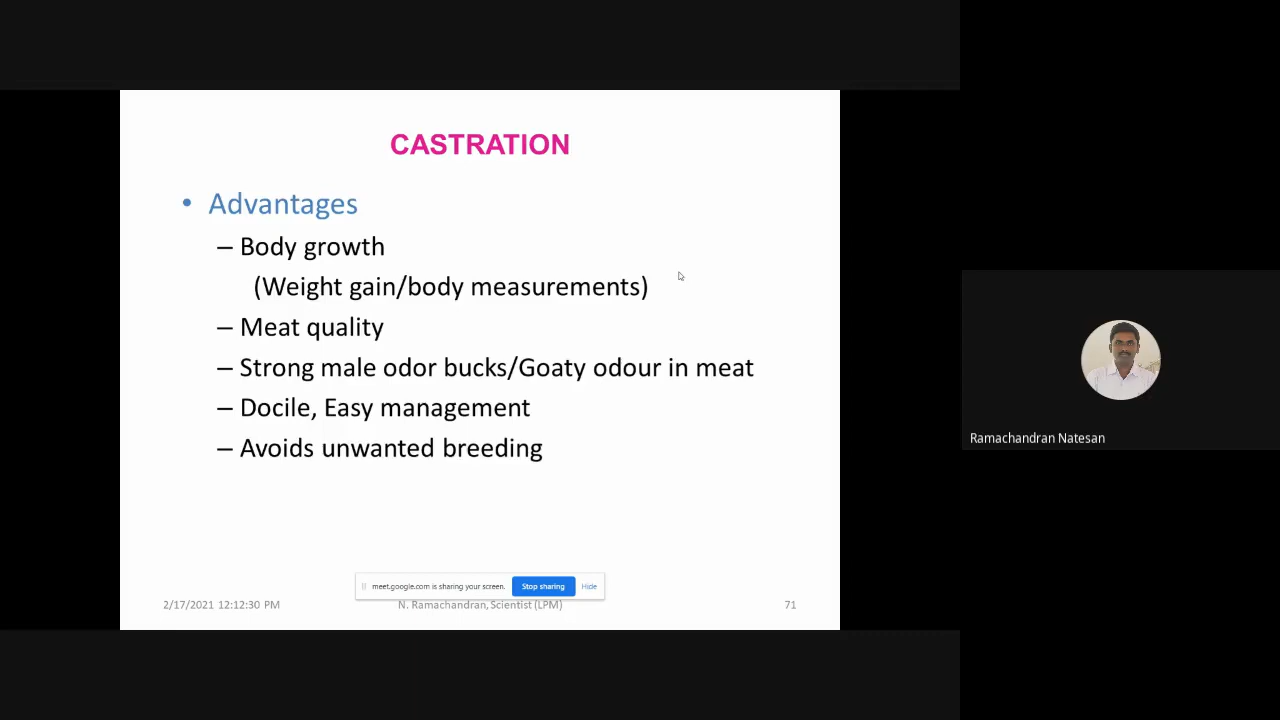 CASTRATION
• Advantages
– Body growth
(Weight gain/body measurements)
– Meat quality
– Strong male odor bucks/Goaty odour in meat
– Docile, Easy management
– Avoids unwanted breeding
meet.google.com is sharing your screen. Stop sharing Hide
2/17/2021 12:12:30 PM N. Ramachandran, Scientist (LPM) 71
Ramachandran Natesan